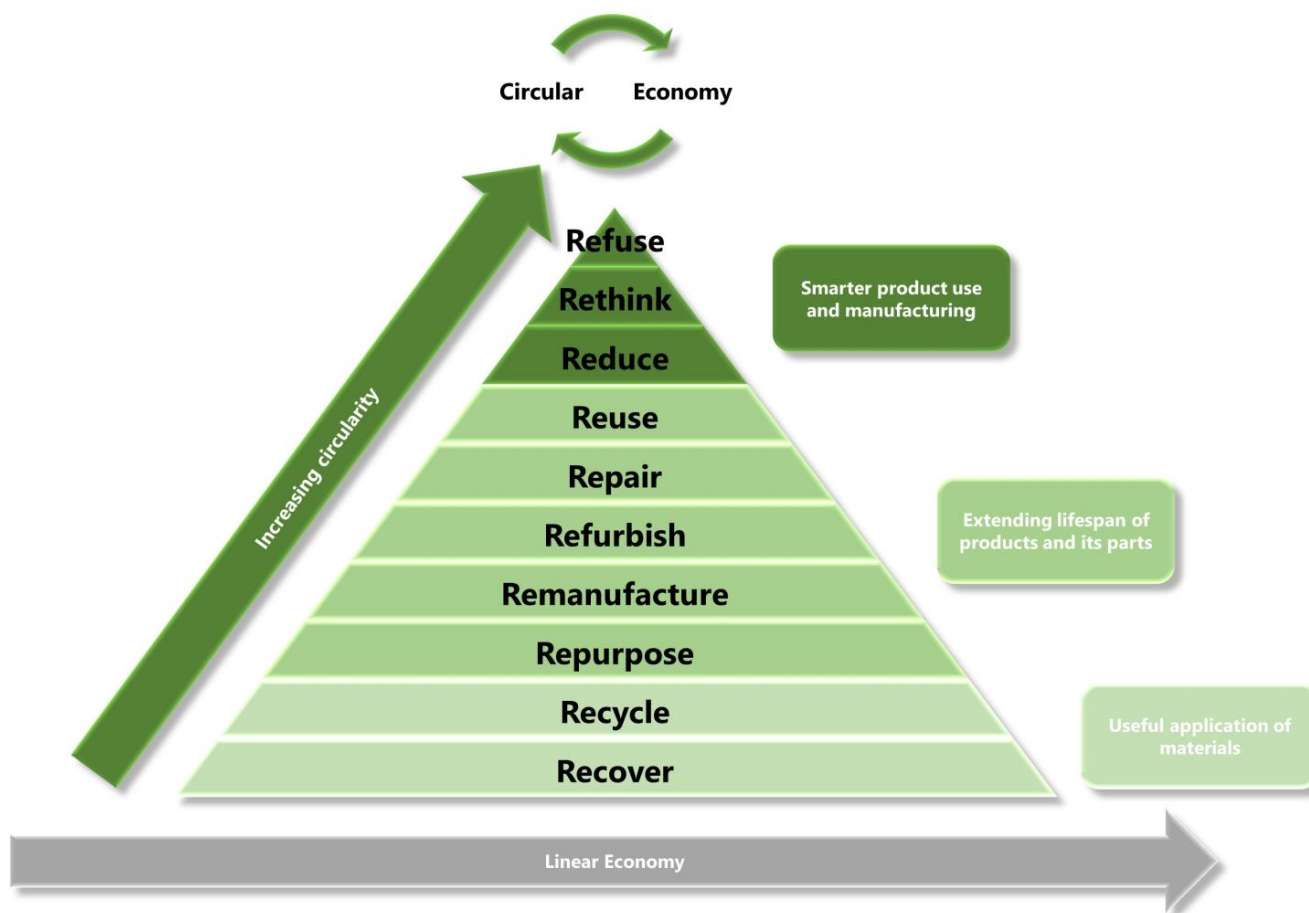 Circular Economy
Refuse
Rethink
Reduce
Reuse
Repair
Refurbish
Remanufacture
Repurpose
Recycle
Recover
Smarter product use
and manufacturing
Extending lifespan of
products and its parts
Useful application of
materials
Increasing circularity
Linear Economy